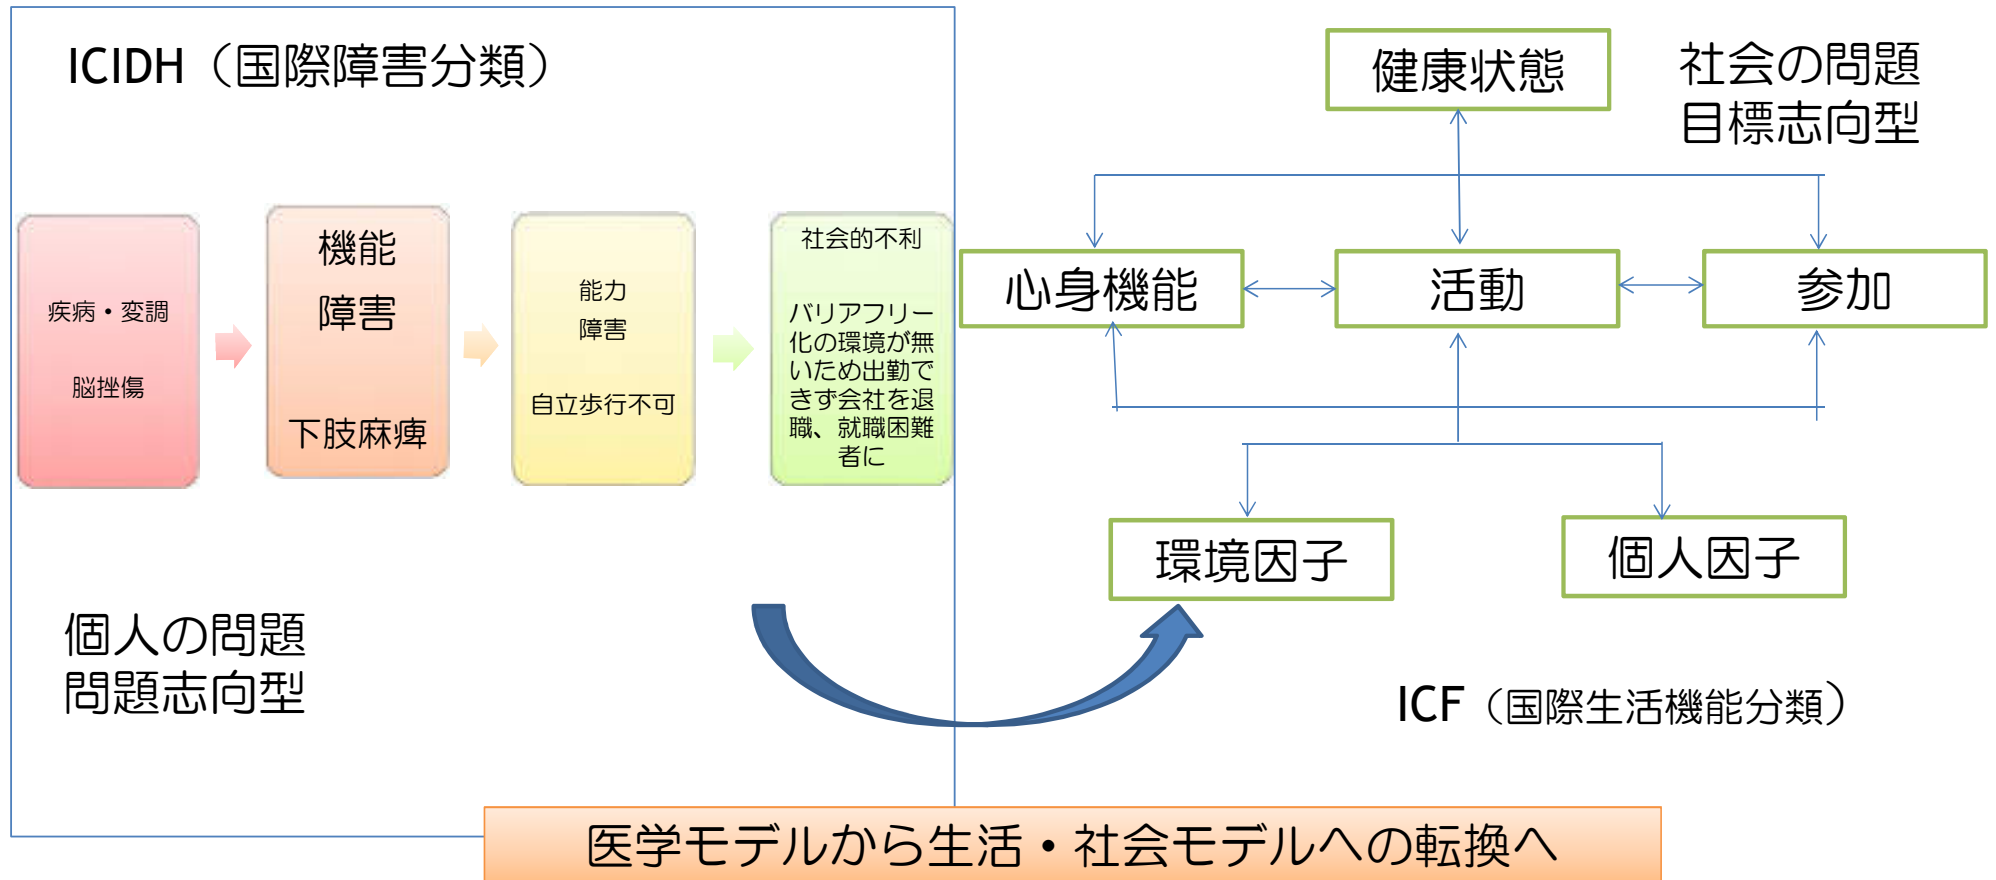 ICIDH（国際障害分類）
疾病・変調
脳挫傷
機能
障害
下肢麻痺
能力
障害
自立歩行不可
社会的不利
バリアフリー
化の環境が無
いため出勤で
きず会社を退
職、就職困難
者に
個人の問題
問題志向型
健康状態
社会の問題
目標志向型
心身機能
活動
参加
環境因子
個人因子
ICF（国際生活機能分類）
医学モデルから生活・社会モデルへの転換へ